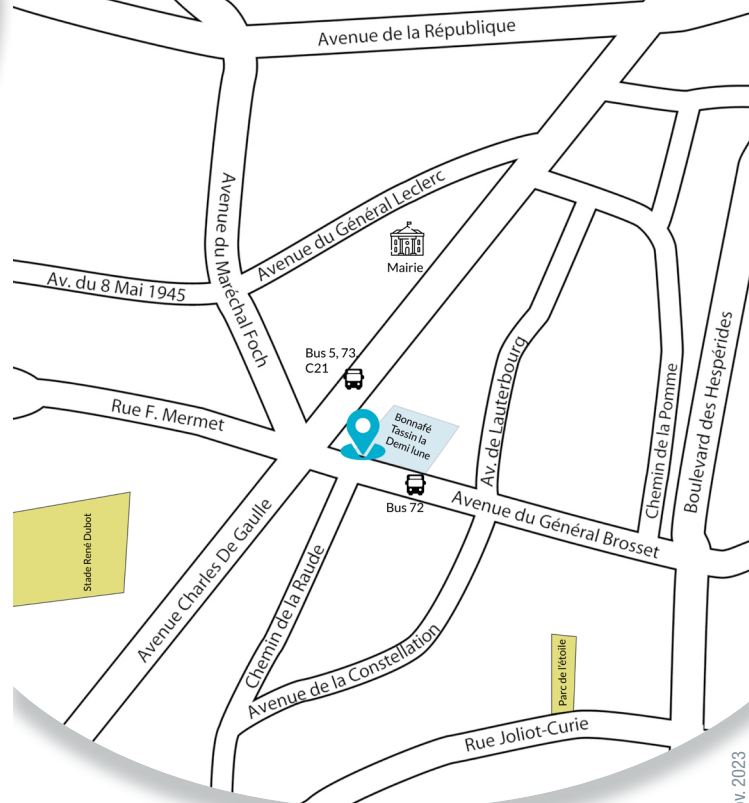 Avenue de la République
Avenue du Général Leclerc
Avenue du Maréchal Foch
Mairie
Av. du 8 Mai 1945
Bus 5, 73,
C21
Rue F. Mermet
Bonnafé
Tassin la
Demi lune
Av. de Lauterbourg
Chemin de la Pomme
Boulevard des Hespérides
Bus 72
Avenue du Général Brosset
Stade René Dubot
Avenue Charles De Gaulle
Chemin de la Raude
Avenue de la Constellation
Parc de l'étoile
Rue Joliot-Curie
v. 2023